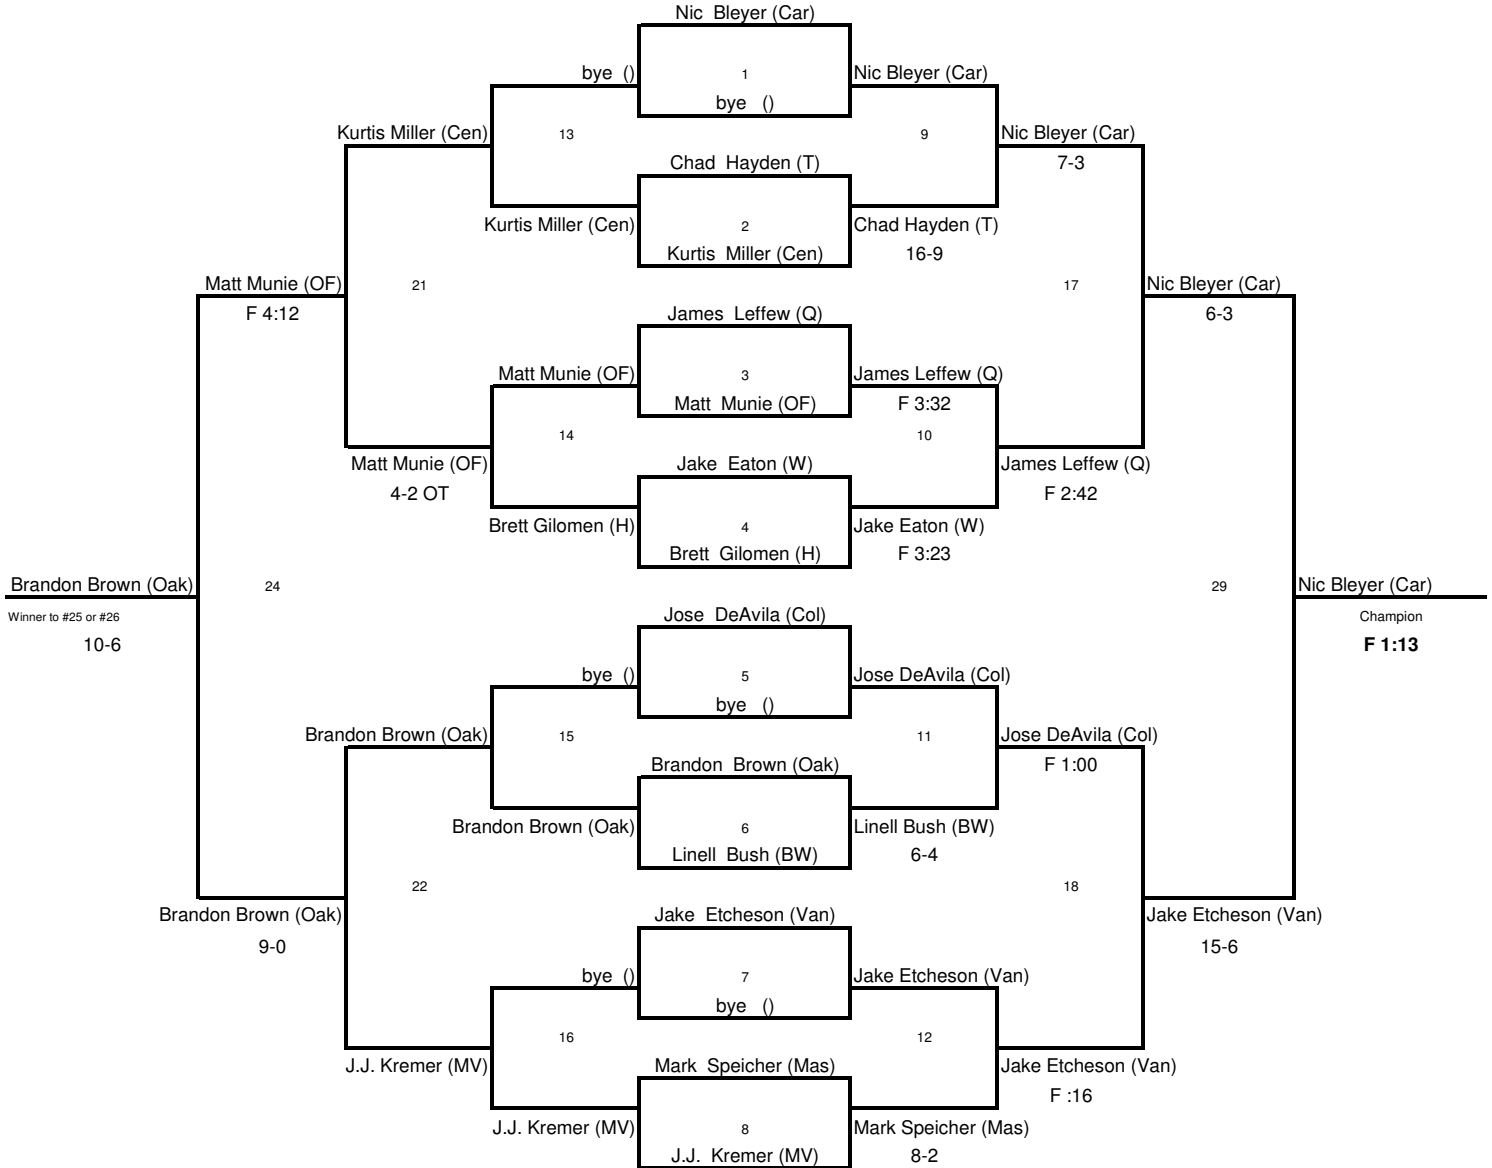 Nic Bleyer (Car)
bye ()
1
Nic Bleyer (Car)
bye ()
Kurtis Miller (Cen)
13
9
Nic Bleyer (Car)
Chad Hayden (T)
7-3
Kurtis Miller (Cen)
2
Chad Hayden (T)
Kurtis Miller (Cen)
16-9
Matt Munie (OF)
21
17
Nic Bleyer (Car)
F 4:12
James Leffew (Q)
6-3
Matt Munie (OF)
3
James Leffew (Q)
Matt Munie (OF)
F 3:32
14
10
Matt Munie (OF)
Jake Eaton (W)
James Leffew (Q)
4-2 OT
F 2:42
Brett Gilomen (H)
4
Jake Eaton (W)
Brett Gilomen (H)
F 3:23
Brandon Brown (Oak)
24
29
Nic Bleyer (Car)
Winner to #25 or #26
Jose DeAvila (Col)
Champion
10-6
F 1:13
bye ()
5
Jose DeAvila (Col)
bye ()
Brandon Brown (Oak)
15
11
Jose DeAvila (Col)
Brandon Brown (Oak)
F 1:00
Brandon Brown (Oak)
6
Linell Bush (BW)
Linell Bush (BW)
6-4
22
18
Brandon Brown (Oak)
Jake Etcheson (Van)
Jake Etcheson (Van)
9-0
15-6
bye ()
7
Jake Etcheson (Van)
bye ()
16
12
J.J. Kremer (MV)
Mark Speicher (Mas)
Jake Etcheson (Van)
F :16
J.J. Kremer (MV)
8
Mark Speicher (Mas)
J.J. Kremer (MV)
8-2